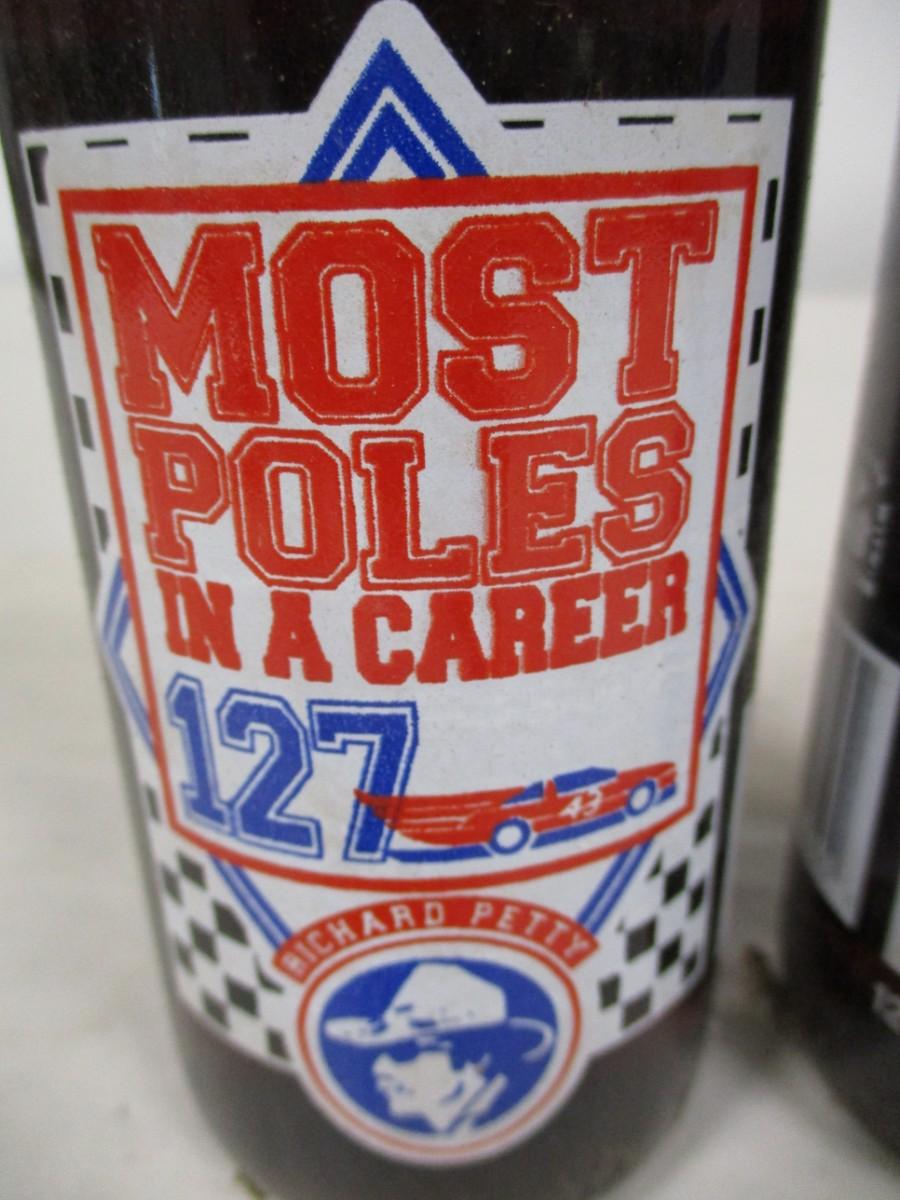 MOST
POLES
IN A CAREER
127
43
RICHARD PETTY